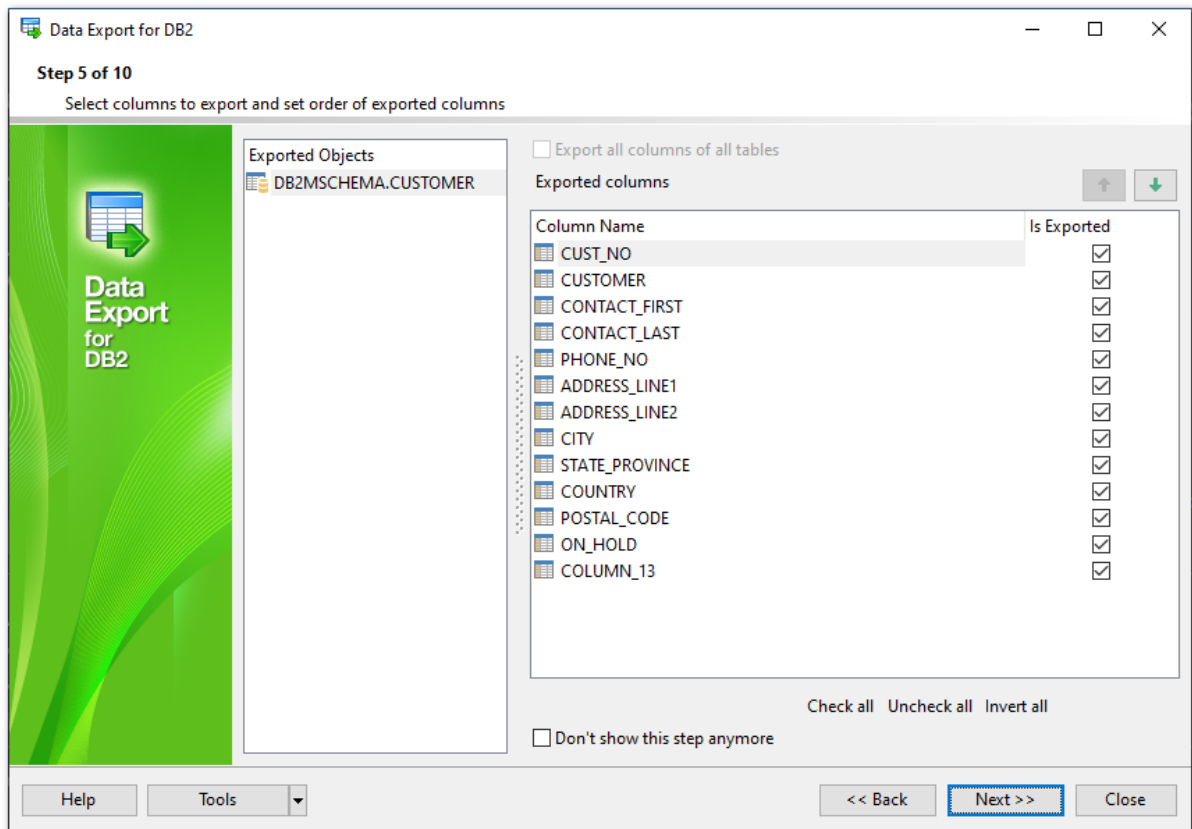 Data Export for DB2
Step 5 of 10
Select columns to export and set order of exported columns
Data
Export
for
DB2
Exported Objects
DB2MSCHEMA.CUSTOMER
Export all columns of all tables
Exported columns
Column Name Is Exported
CUST_NO
CUSTOMER
CONTACT_FIRST
CONTACT_LAST
PHONE_NO
ADDRESS_LINE1
ADDRESS_LINE2
CITY
STATE_PROVINCE
COUNTRY
POSTAL_CODE
ON_HOLD
COLUMN_13
Check all Uncheck all Invert all
Don't show this step anymore
Help Tools << Back Next >> Close